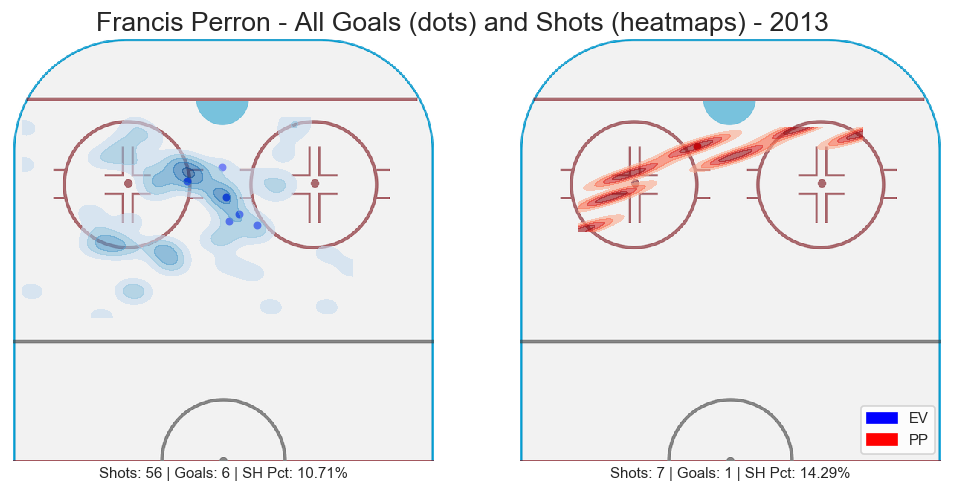 Francis Perron - All Goals (dots) and Shots (heatmaps) - 2013
EV
PP
Shots: 56 | Goals: 6 | SH Pct: 10.71%
Shots: 7 | Goals: 1 | SH Pct: 14.29%